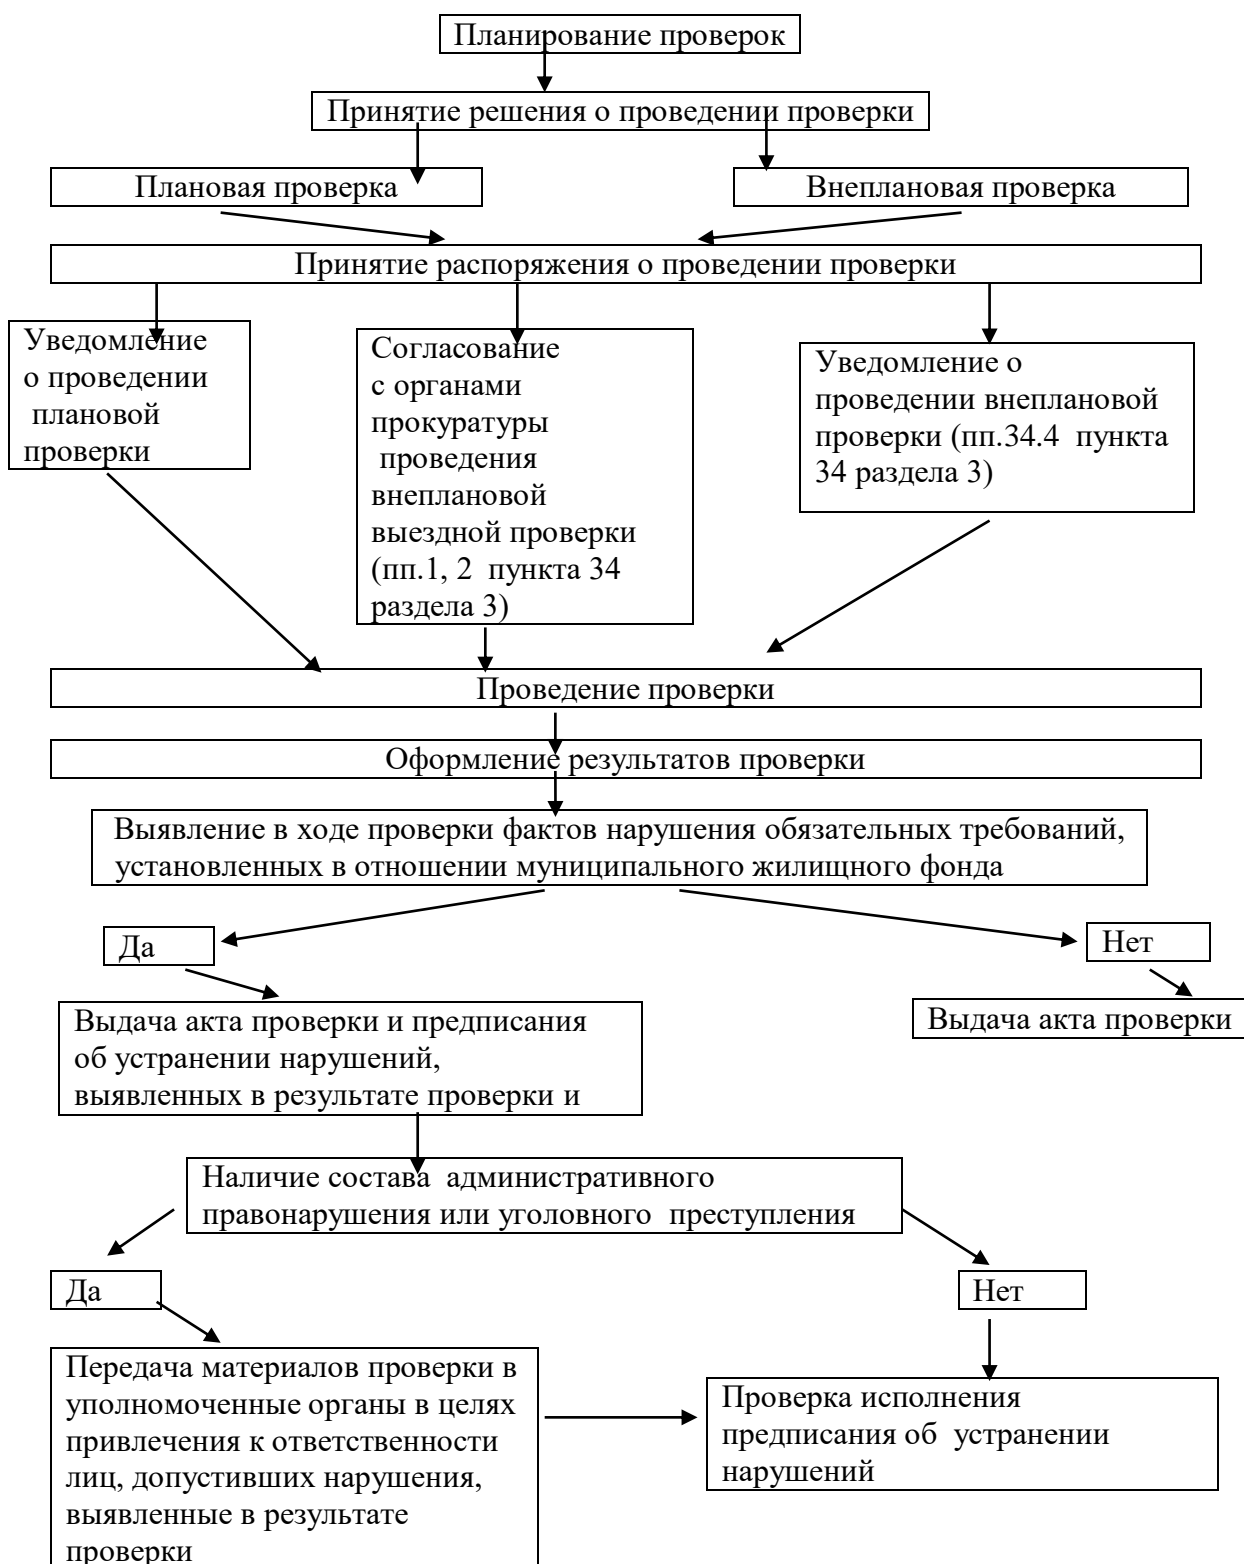 Планирование проверок
Принятие решения о проведении проверки
Плановая проверка
Внеплановая проверка
Принятие распоряжения о проведении проверки
Уведомление
о проведении
плановой
проверки
Согласование
с органами
прокуратуры
проведения
внеплановой
выездной проверки
(пп.1, 2 пункта 34
раздела 3)
Уведомление о
проведении внеплановой
проверки (пп.34.4 пункта
34 раздела 3)
Проведение проверки
Оформление результатов проверки
Выявление в ходе проверки фактов нарушения обязательных требований,
установленных в отношении муниципального жилищного фонда
Да
Нет
Выдача акта проверки и предписания
об устранении нарушений,
выявленных в результате проверки и
Выдача акта проверки
Наличие состава административного
правонарушения или уголовного преступления
Да
Нет
Передача материалов проверки в
уполномоченные органы в целях
привлечения к ответственности
лиц, допустивших нарушения,
выявленные в результате
проверки
Проверка исполнения
предписания об устранении
нарушений